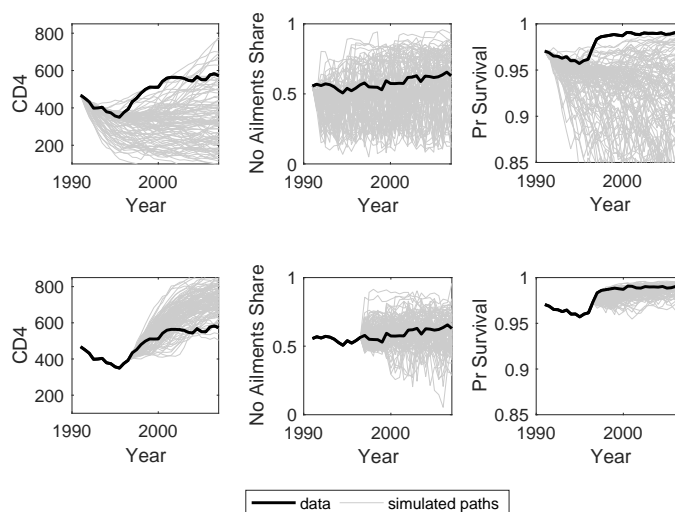 800
600
400
200
CD4
1990
2000
Year
1
0.5
0
No Ailments Share
1990
2000
Year
1
0.95
0.9
0.85
Pr Survival
1990
2000
Year
800
600
400
200
CD4
1990
2000
Year
1
0.5
0
No Ailments Share
1990
2000
Year
1
0.95
0.9
0.85
Pr Survival
1990
2000
Year
data
simulated paths